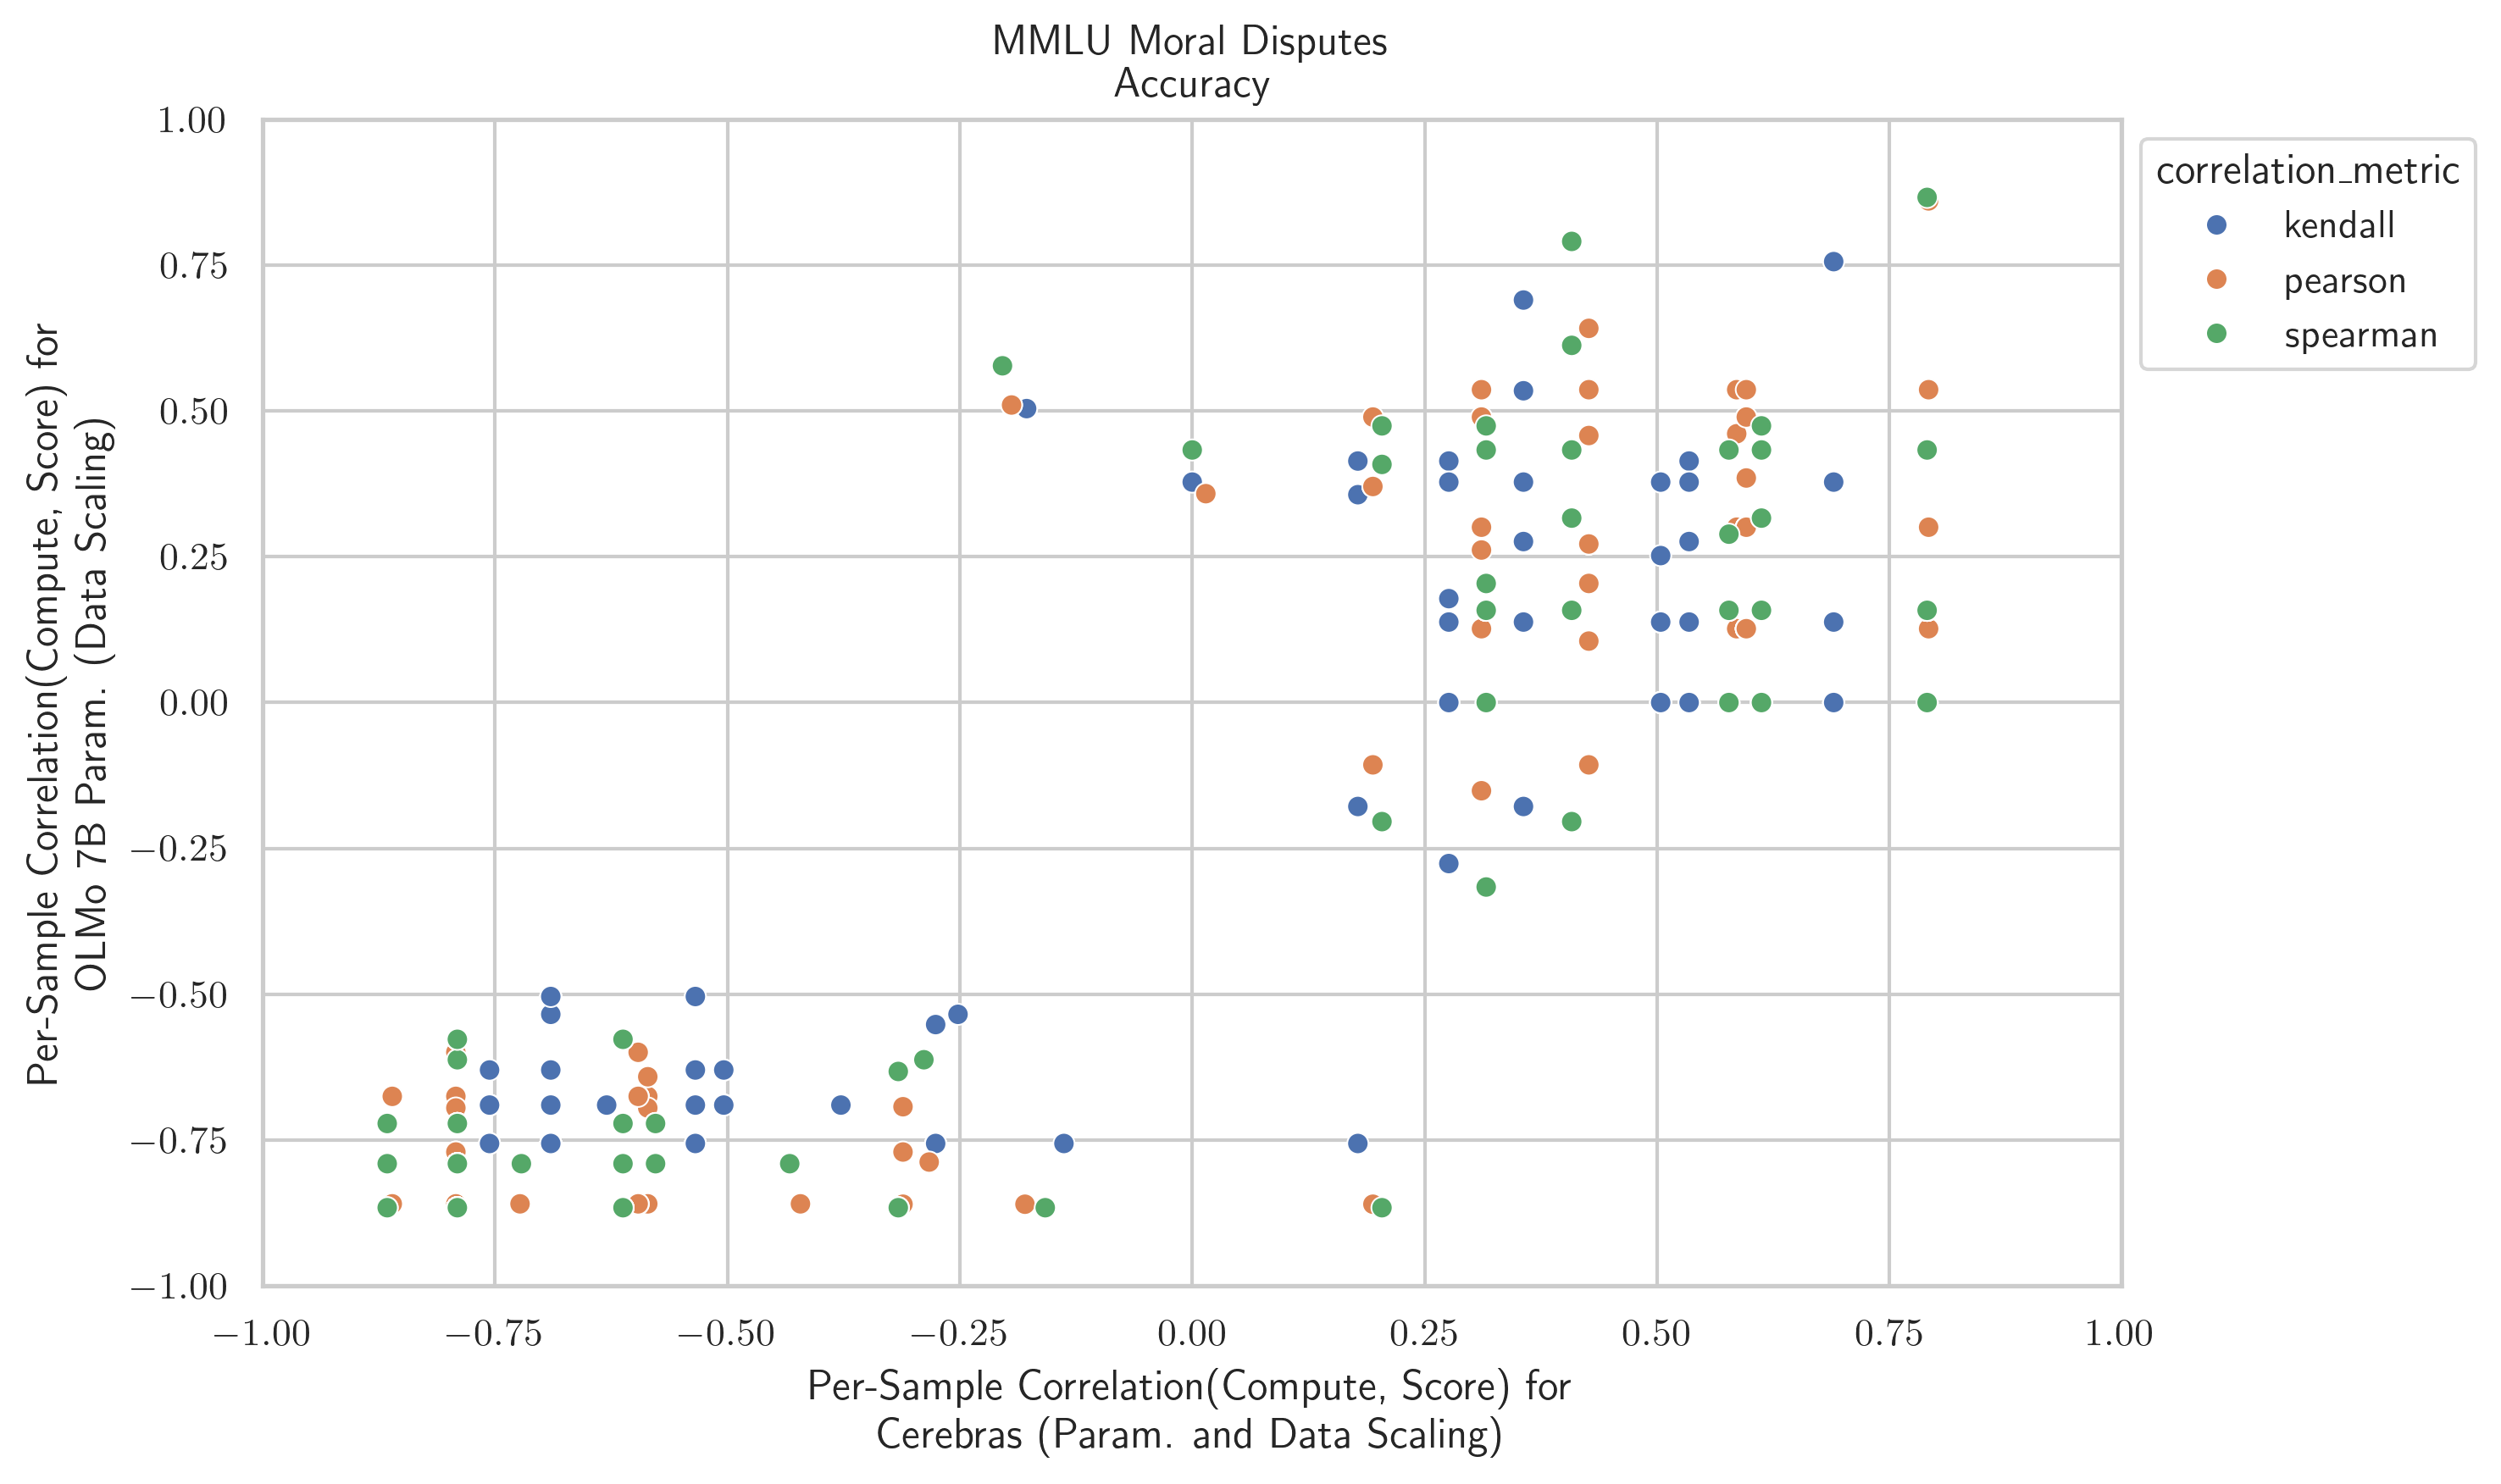 MMLU Moral Disputes
Accuracy
1.00
0.75
0.50
0.25
0.00
−0.25
−0.50
−0.75
−1.00
Per-Sample Correlation(Compute, Score) for
OLMo 7B Param. (Data Scaling)
correlation_metric
kendall
pearson
spearman
−1.00 −0.75 −0.50 −0.25 0.00 0.25 0.50 0.75 1.00
Per-Sample Correlation(Compute, Score) for
Cerebras (Param. and Data Scaling)